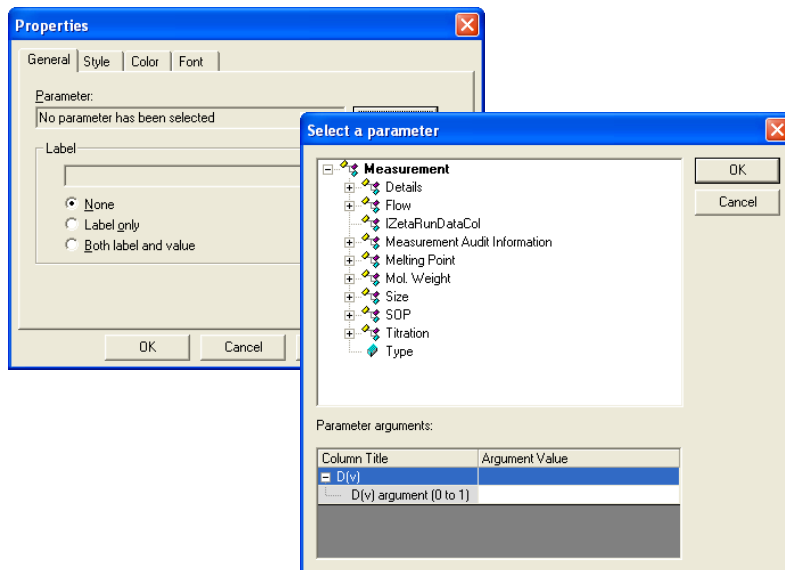 Properties
General Style Color Font
Parameter:
No parameter has been selected
Label
None
Label only
Both label and value
OK Cancel
Select a parameter
Measurement
Details
Flow
IZetaRunDataCol
Measurement Audit Information
Melting Point
Mol. Weight
Size
SOP
Titration
Type
OK
Cancel
Parameter arguments:
Column Title Argument Value
D(v)
D(v) argument (0 to 1)